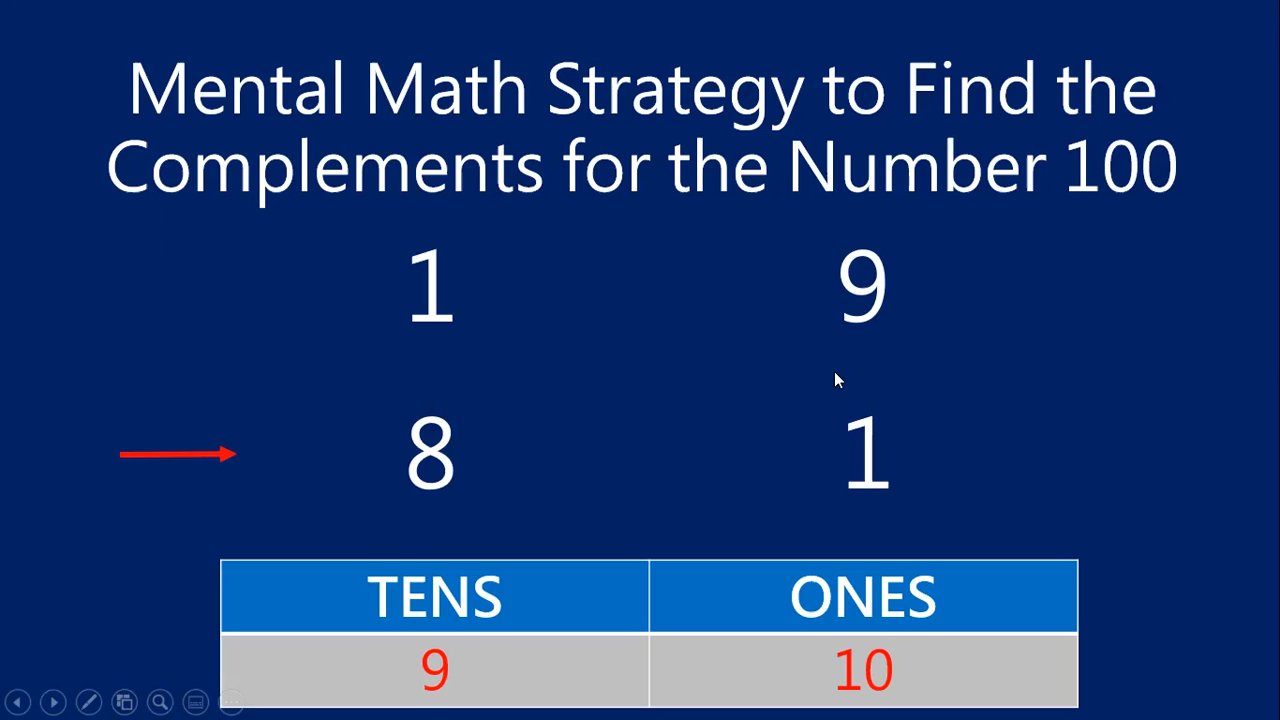 Mental Math Strategy to Find the
Complements for the Number 100
1 9
8 1
TENS ONES
9 10